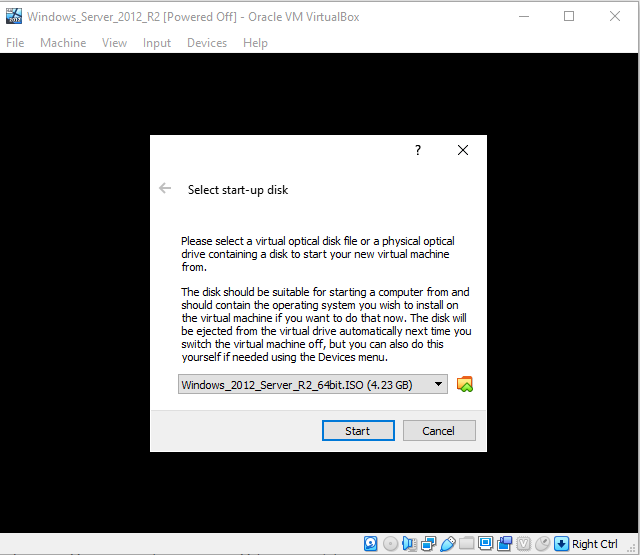 Windows_Server_2012_R2 [Powered Off] - Oracle VM VirtualBox
File Machine View Input Devices Help
?
Select start-up disk
Please select a virtual optical disk file or a physical optical
drive containing a disk to start your new virtual machine
from.
The disk should be suitable for starting a computer from and
should contain the operating system you wish to install on
the virtual machine if you want to do that now. The disk will
be ejected from the virtual drive automatically next time you
switch the virtual machine off, but you can also do this
yourself if needed using the Devices menu.
Windows_2012_Server_R2_64bit.ISO (4.23 GB)
Start Cancel
Right Ctrl